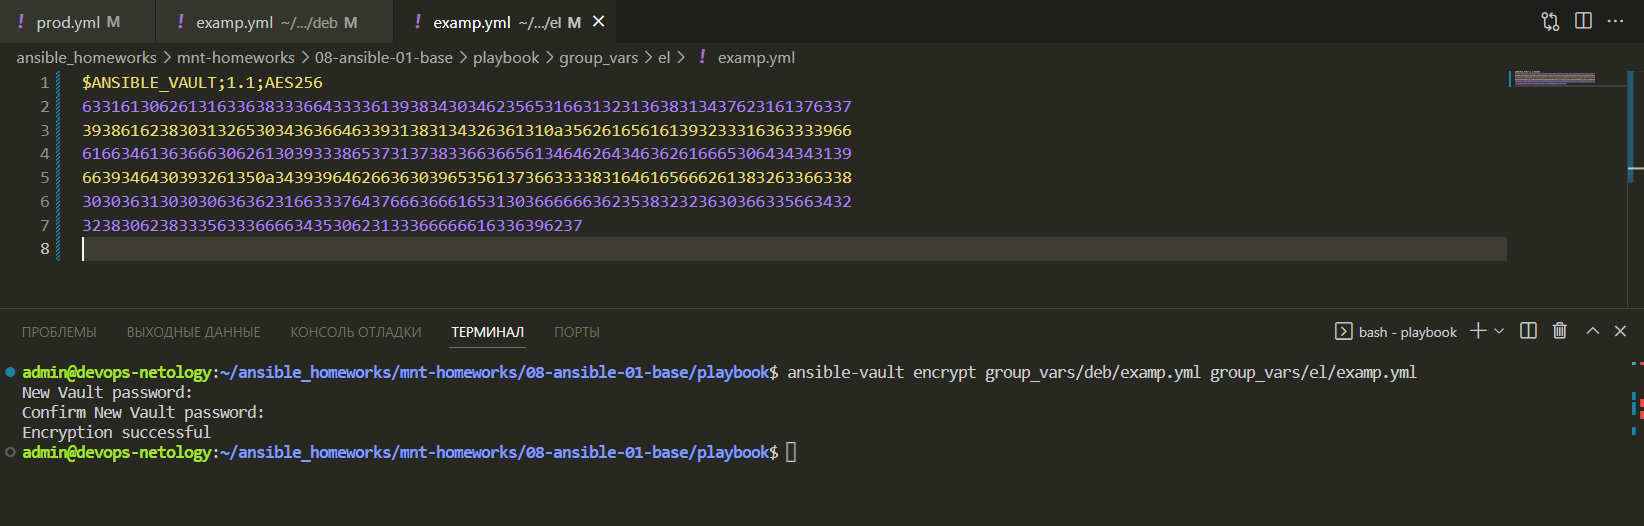 ! prod.yml M ! examp.yml ~/.../deb M ! examp.yml ~/.../el M
ansible_homeworks > mnt-homeworks > 08-ansible-01-base > playbook > group_vars > el > ! examp.yml
1 $ANSIBLE_VAULT;1.1;AES256
2 63316130626131633638333664333361393834303462356531663132313638313437623161376337
3 3938616238303132653034363664633931383134326361310a356261656161393233316363333966
4 61663461363666306261303933386537313738336636656134646264346362616665306434343139
5 6639346430393261350a343939646266363039653561373663333831646165666261383263366338
6 30303631303030636362316633376437666366616531303666666362353832323630366335663432
7 3238306238333563336666343530623133366666616336396237
8
ПРОБЛЕМЫ ВЫХОДНЫЕ ДАННЫЕ КОНСОЛЬ ОТЛАДКИ ТЕРМИНАЛ ПОРТЫ bash - playbook
admin@devops-netology:~/ansible_homeworks/mnt-homeworks/08-ansible-01-base/playbook$ ansible-vault encrypt group_vars/deb/examp.yml group_vars/el/examp.yml
New Vault password:
Confirm New Vault password:
Encryption successful
admin@devops-netology:~/ansible_homeworks/mnt-homeworks/08-ansible-01-base/playbook$